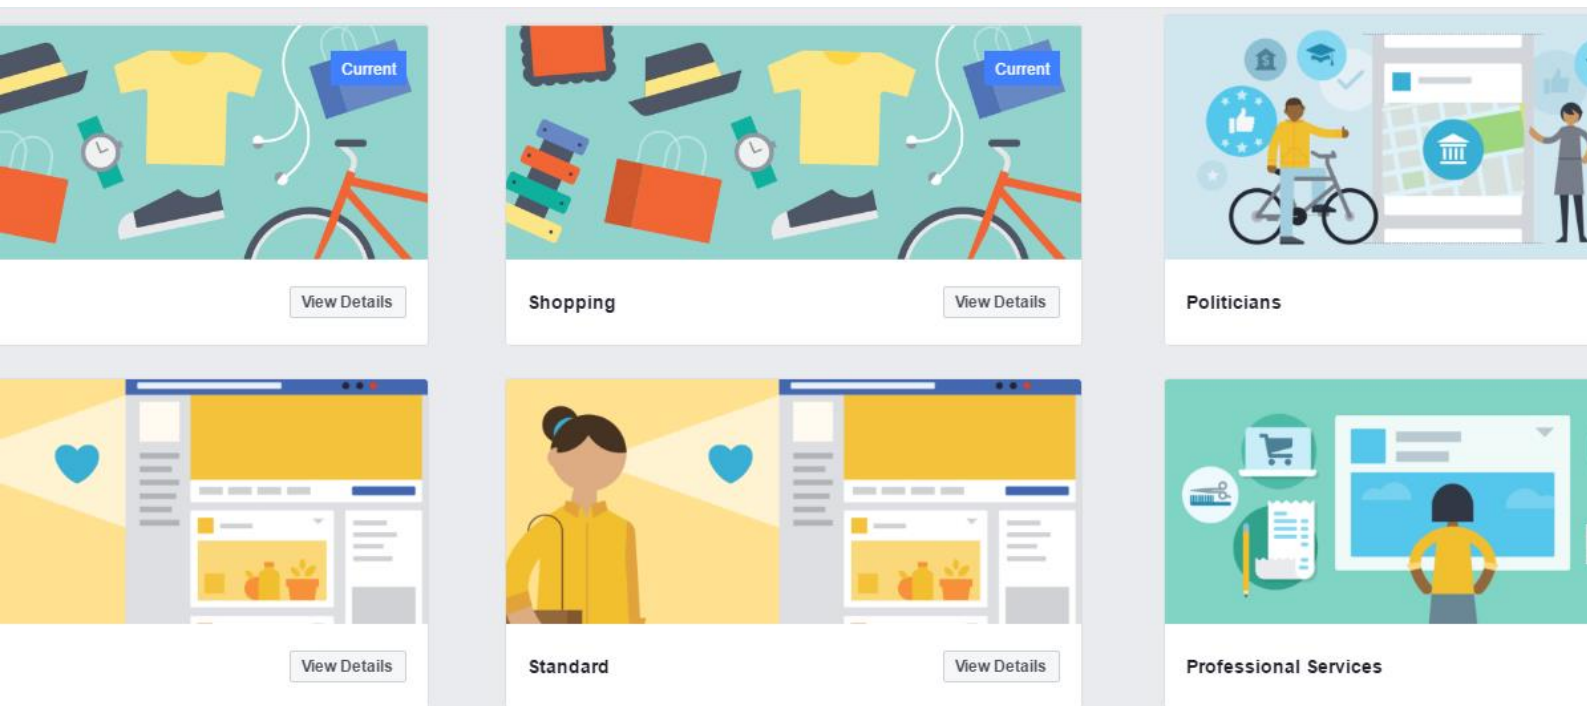 Current
Current
View Details
Shopping
View Details
Politicians
View Details
Standard
View Details
Professional Services